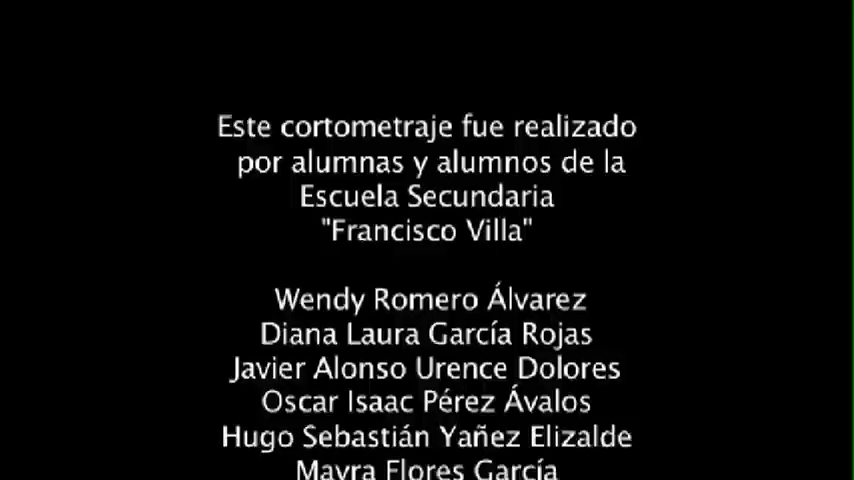 Este cortometraje fue realizado
por alumnas y alumnos de la
Escuela Secundaria
"Francisco Villa"
Wendy Romero Álvarez
Diana Laura García Rojas
Javier Alonso Urence Dolores
Oscar Isaac Pérez Ávalos
Hugo Sebastián Yañez Elizalde
Mayra Flores García